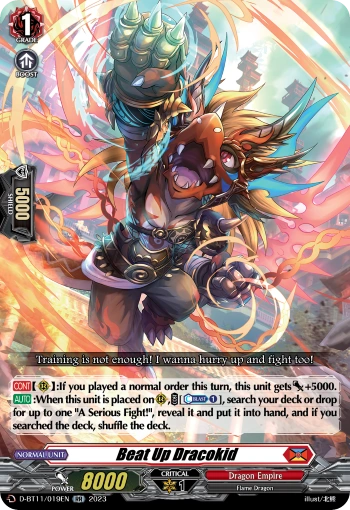 1
GRADE
BOOST
5000
SHIELD
Training is not enough! I wanna hurry up and fight too!
CONT【 】:If you played a normal order this turn, this unit gets +5000.
AUTO:When this unit is placed on , [C BLAST 1], search your deck or drop
for up to one "A Serious Fight!", reveal it and put it into hand, and if you
searched the deck, shuffle the deck.
[NORMAL UNIT]
Beat Up Dracokid
POWER 8000
CRITICAL
1
Dragon Empire
Flame Dragon
D-BT11/019EN RR 2023
illust/北熊